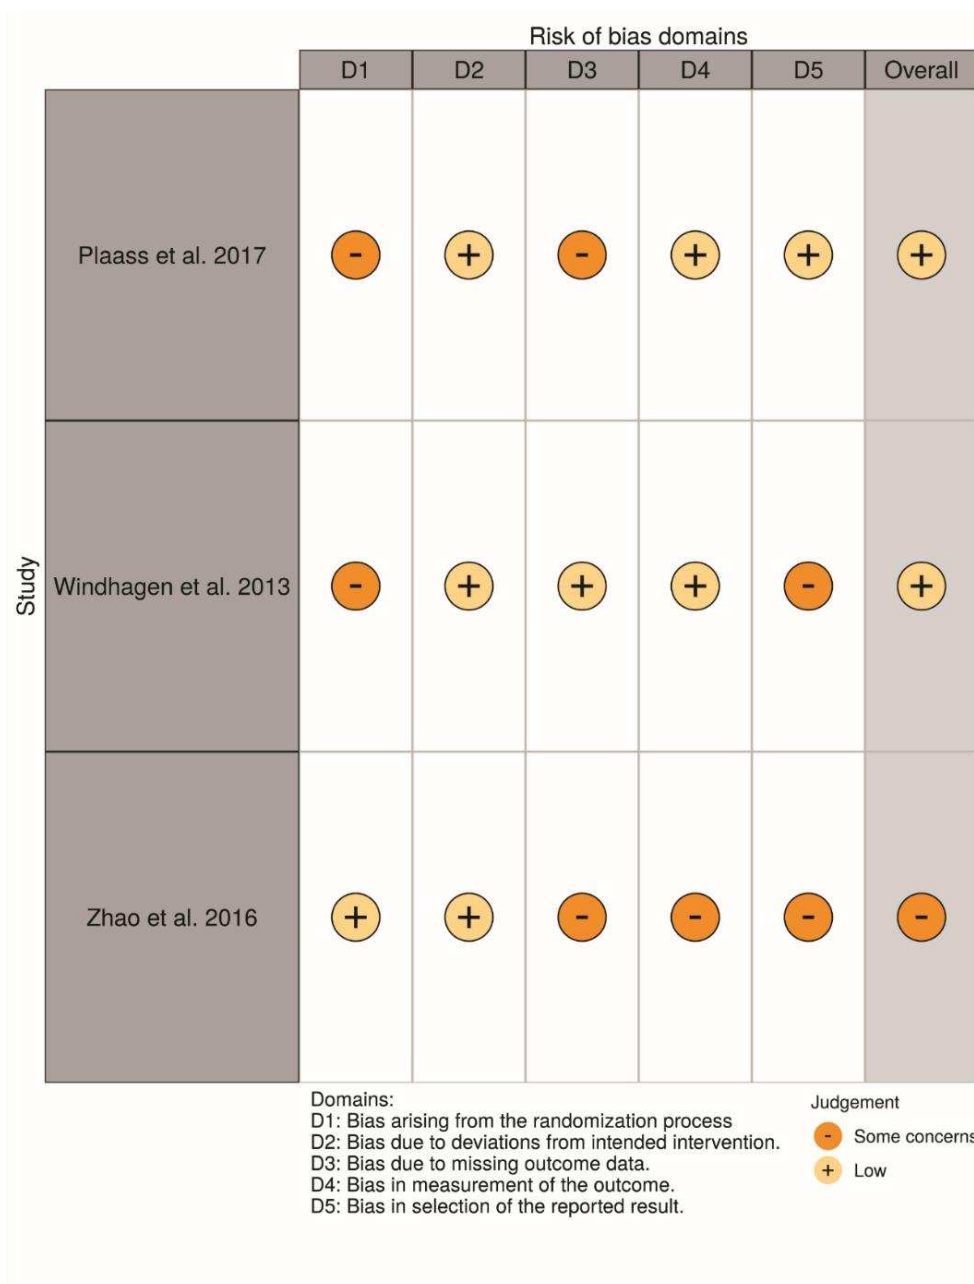 Risk of bias domains
D1 D2 D3 D4 D5 Overall
Study
Plaass et al. 2017 - + - + + +
Windhagen et al. 2013 - + + + - +
Zhao et al. 2016 + + - - - -
Domains:
D1: Bias arising from the randomization process
D2: Bias due to deviations from intended intervention.
D3: Bias due to missing outcome data.
D4: Bias in measurement of the outcome.
D5: Bias in selection of the reported result.
Judgement
- Some concerns
+ Low